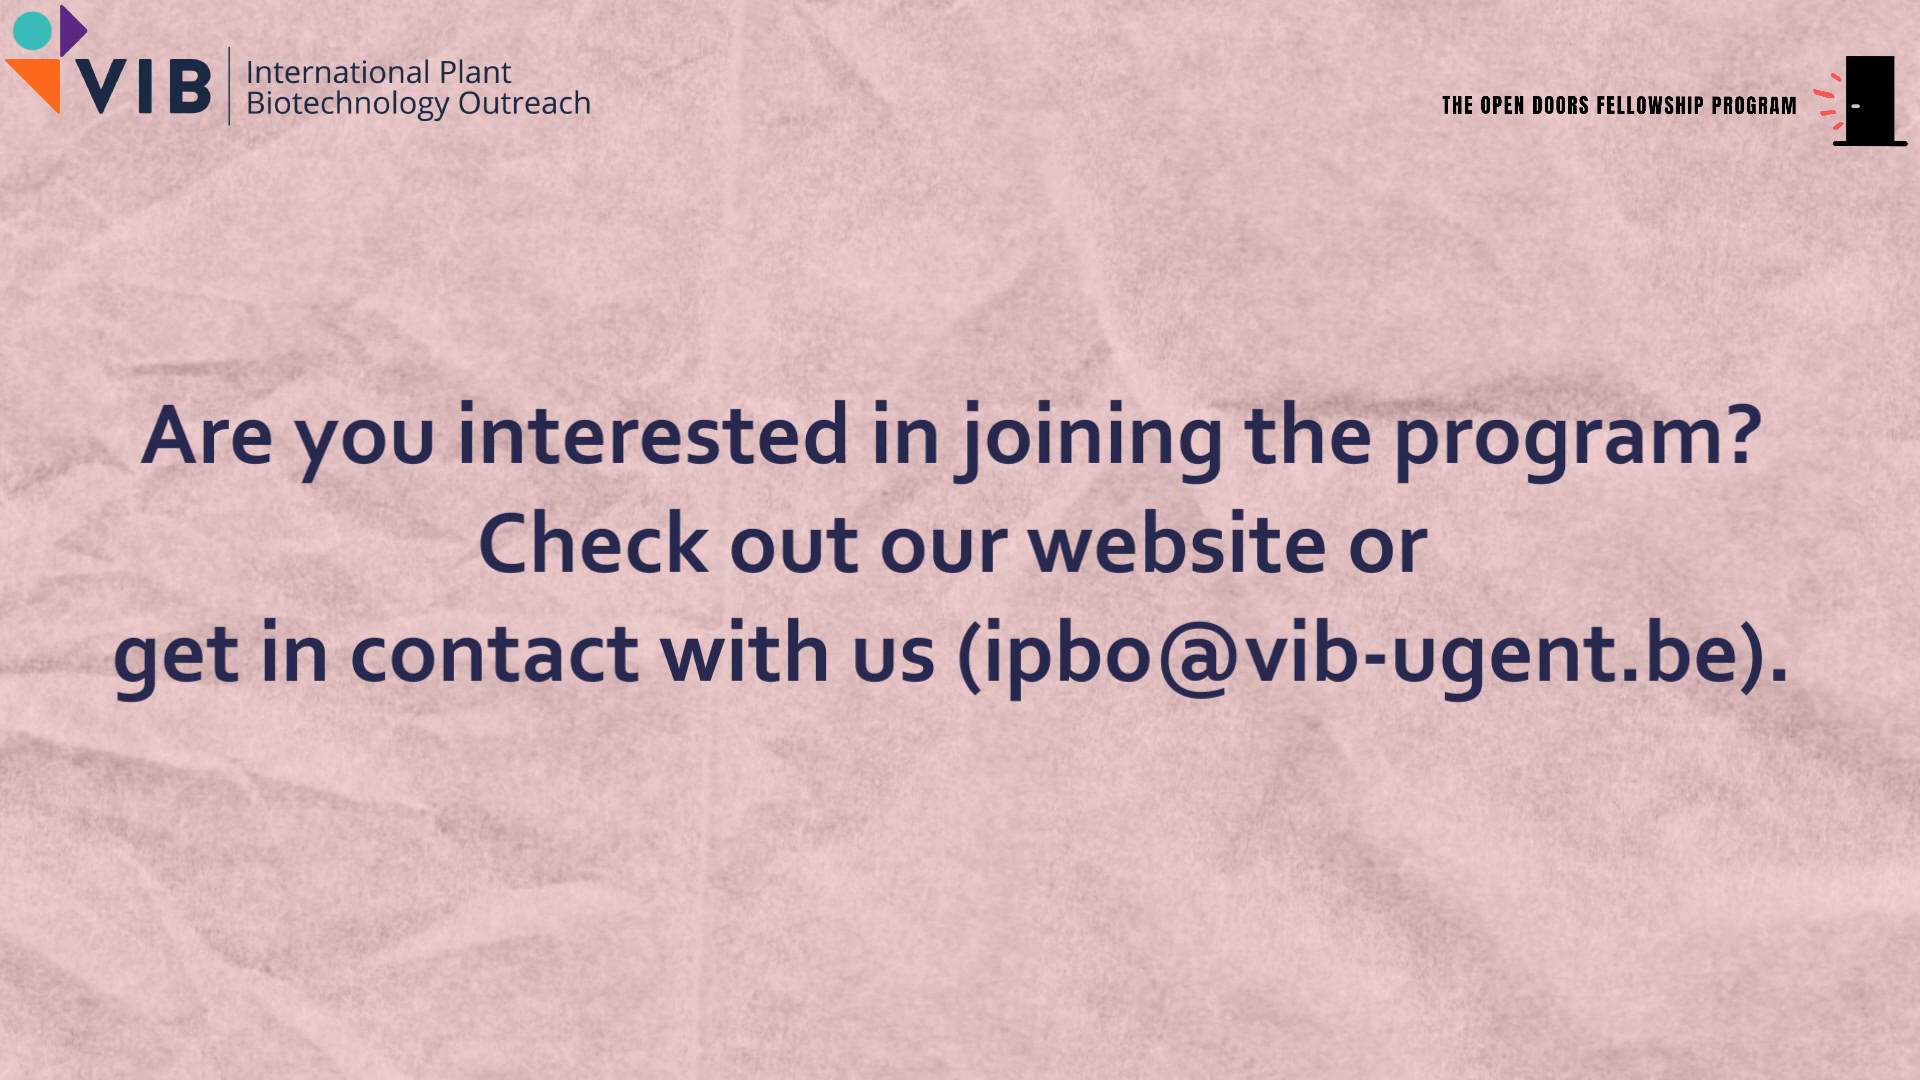 VIB
International Plant
Biotechnology Outreach
THE OPEN DOORS FELLOWSHIP PROGRAM
Are you interested in joining the program?
Check out our website or
get in contact with us (ipbo@vib-ugent.be).